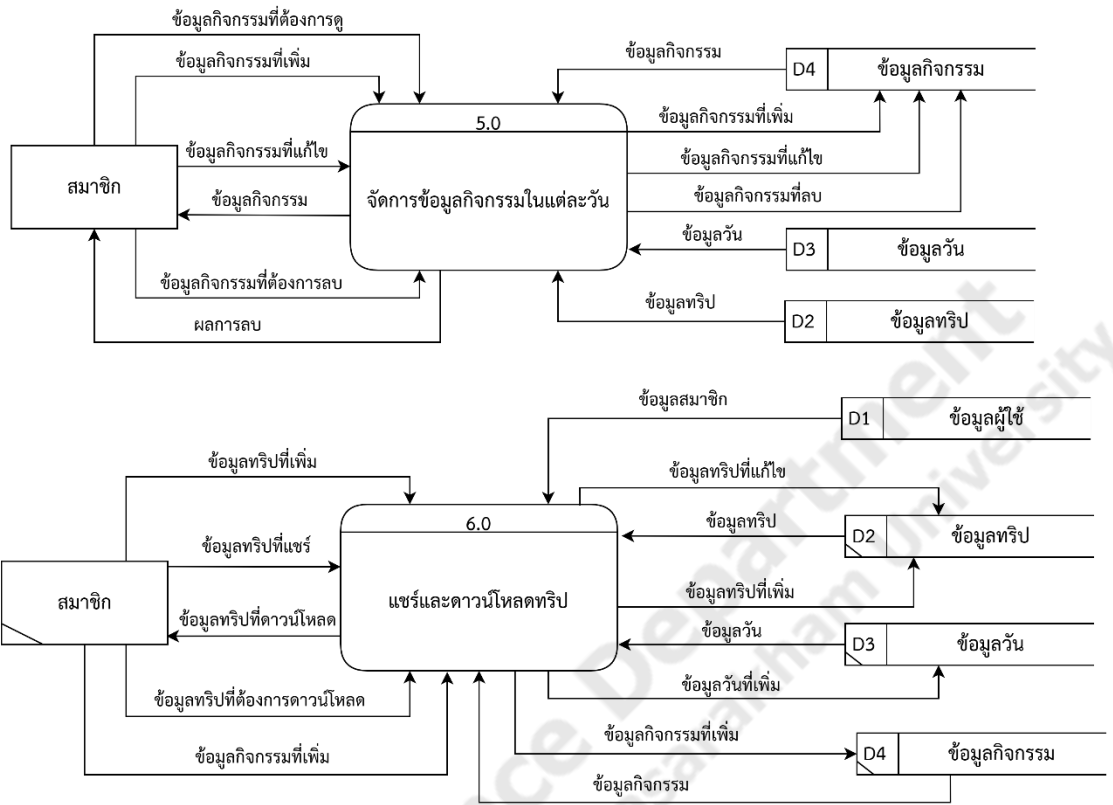 ข้อมูลกิจกรรมที่ต้องการดู
ข้อมูลกิจกรรมที่เพิ่ม
ข้อมูลกิจกรรม
D4 ข้อมูลกิจกรรม
5.0
ข้อมูลกิจกรรมที่เพิ่ม
ข้อมูลกิจกรรมที่แก้ไข
ข้อมูลกิจกรรมที่แก้ไข
สมาชิก
จัดการข้อมูลกิจกรรมในแต่ละวัน
ข้อมูลกิจกรรม
ข้อมูลกิจกรรมที่ลบ
ข้อมูลวัน
D3 ข้อมูลวัน
ข้อมูลกิจกรรมที่ต้องการลบ
ข้อมูลทริป
D2 ข้อมูลทริป
ผลการลบ
ข้อมูลสมาชิก
D1 ข้อมูลผู้ใช้
ข้อมูลทริปที่เพิ่ม
ข้อมูลทริปที่แก้ไข
6.0
ข้อมูลทริป
D2 ข้อมูลทริป
ข้อมูลทริปที่แชร์
สมาชิก
แชร์และดาวน์โหลดทริป
ข้อมูลทริปที่เพิ่ม
ข้อมูลทริปที่ดาวน์โหลด
ข้อมูลวัน
D3 ข้อมูลวัน
ข้อมูลวันที่เพิ่ม
ข้อมูลทริปที่ต้องการดาวน์โหลด
ข้อมูลกิจกรรมที่เพิ่ม
D4 ข้อมูลกิจกรรม
ข้อมูลกิจกรรมที่เพิ่ม
ข้อมูลกิจกรรม
nce Department
asarakham University